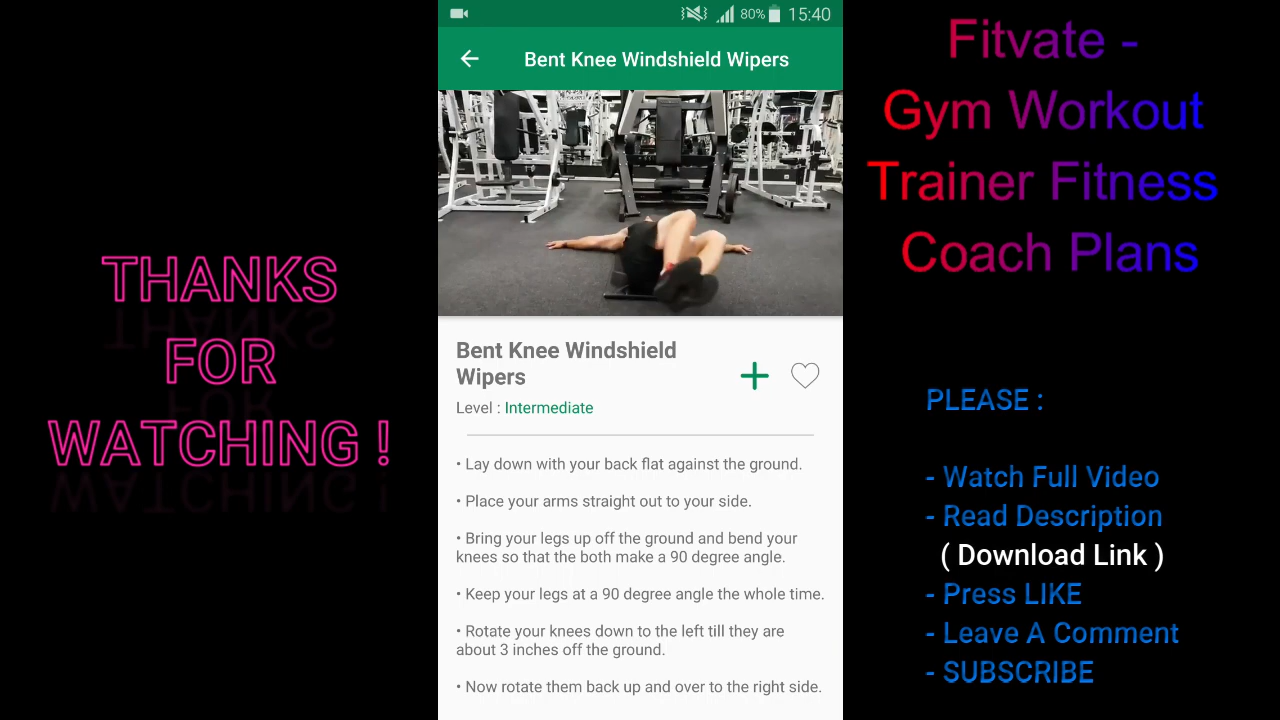 THANKS
FOR
WATCHING !
80% 15:40
Bent Knee Windshield Wipers
Bent Knee Windshield
Wipers
Level : Intermediate
• Lay down with your back flat against the ground.
• Place your arms straight out to your side.
• Bring your legs up off the ground and bend your
knees so that the both make a 90 degree angle.
• Keep your legs at a 90 degree angle the whole time.
• Rotate your knees down to the left till they are
about 3 inches off the ground.
• Now rotate them back up and over to the right side.
Fitvate -
Gym Workout
Trainer Fitness
Coach Plans
PLEASE :
- Watch Full Video
- Read Description
( Download Link )
- Press LIKE
- Leave A Comment
- SUBSCRIBE